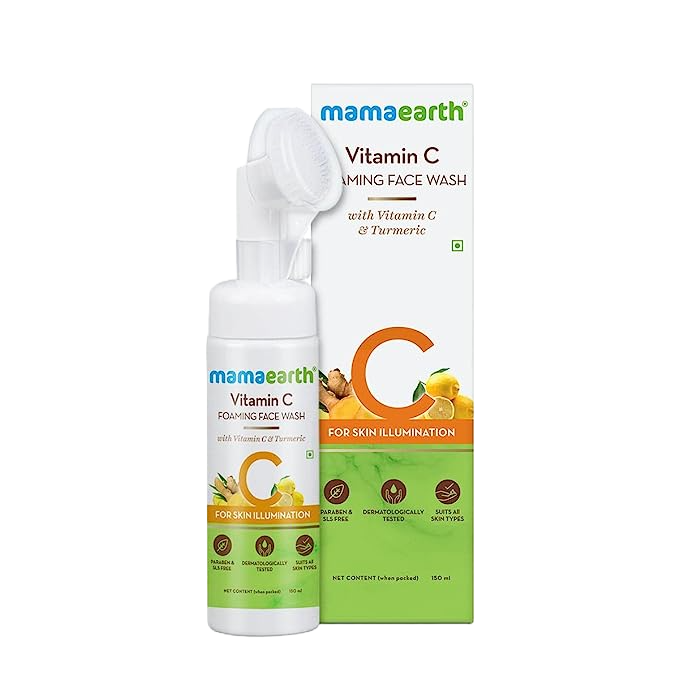 mamaearth®
Vitamin C
AMING FACE WASH
with Vitamin C
& Turmeric
C
FOR SKIN ILLUMINATION
PARABEN &
SLS FREE
DERMATOLOGICALLY
TESTED
SUITS All
SKIN TYPES
NET CONTENT (when packed) 150 ml
mamaearth®
Vitamin C
FOAMING FACE WASH
with Vitamin C & Turmeric
C
FOR SKIN ILLUMINATION
PARABEN &
SLS FREE
DERMATOLOGICALLY
TESTED
SUITS All
SKIN TYPES
NET CONTENT (when packed) 150 ml